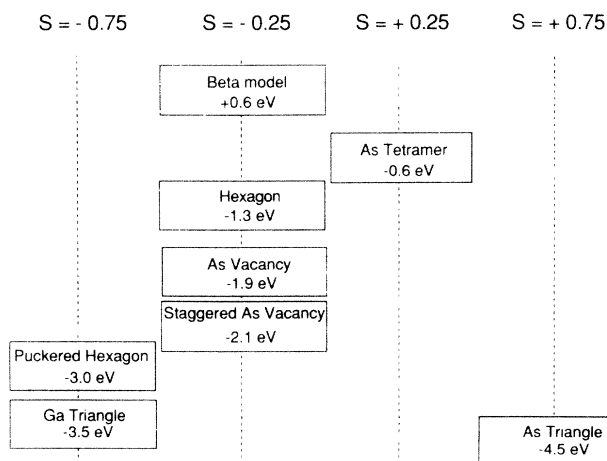 S = - 0.75 S = - 0.25 S = + 0.25 S = + 0.75
Beta model
+0.6 eV
As Tetramer
-0.6 eV
Hexagon
-1.3 eV
As Vacancy
-1.9 eV
Staggered As Vacancy
-2.1 eV
Puckered Hexagon
-3.0 eV
Ga Triangle
-3.5 eV
As Triangle
-4.5 eV